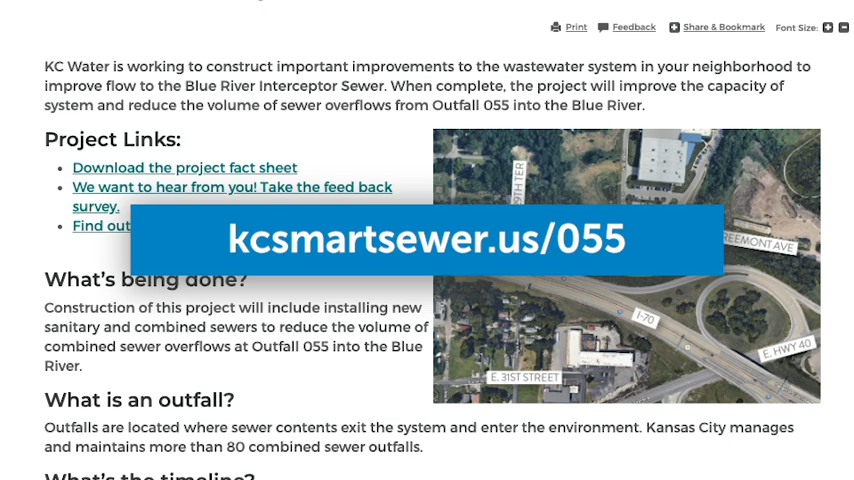 Print Feedback Share & Bookmark Font Size:
KC Water is working to construct important improvements to the wastewater system in your neighborhood to
improve flow to the Blue River Interceptor Sewer. When complete, the project will improve the capacity of
system and reduce the volume of sewer overflows from Outfall 055 into the Blue River.
Project Links:
Download the project fact sheet
We want to hear from you! Take the feed back
survey.
Find out
kcsmartsewer.us/055
What's being done?
Construction of this project will include installing new
sanitary and combined sewers to reduce the volume of
combined sewer overflows at Outfall 055 into the Blue
River.
9TH TER
REEMONT AVE
I-70
E. HWY 40
E. 31ST STREET
What is an outfall?
Outfalls are located where sewer contents exit the system and enter the environment. Kansas City manages
and maintains more than 80 combined sewer outfalls.
What's the timeline?